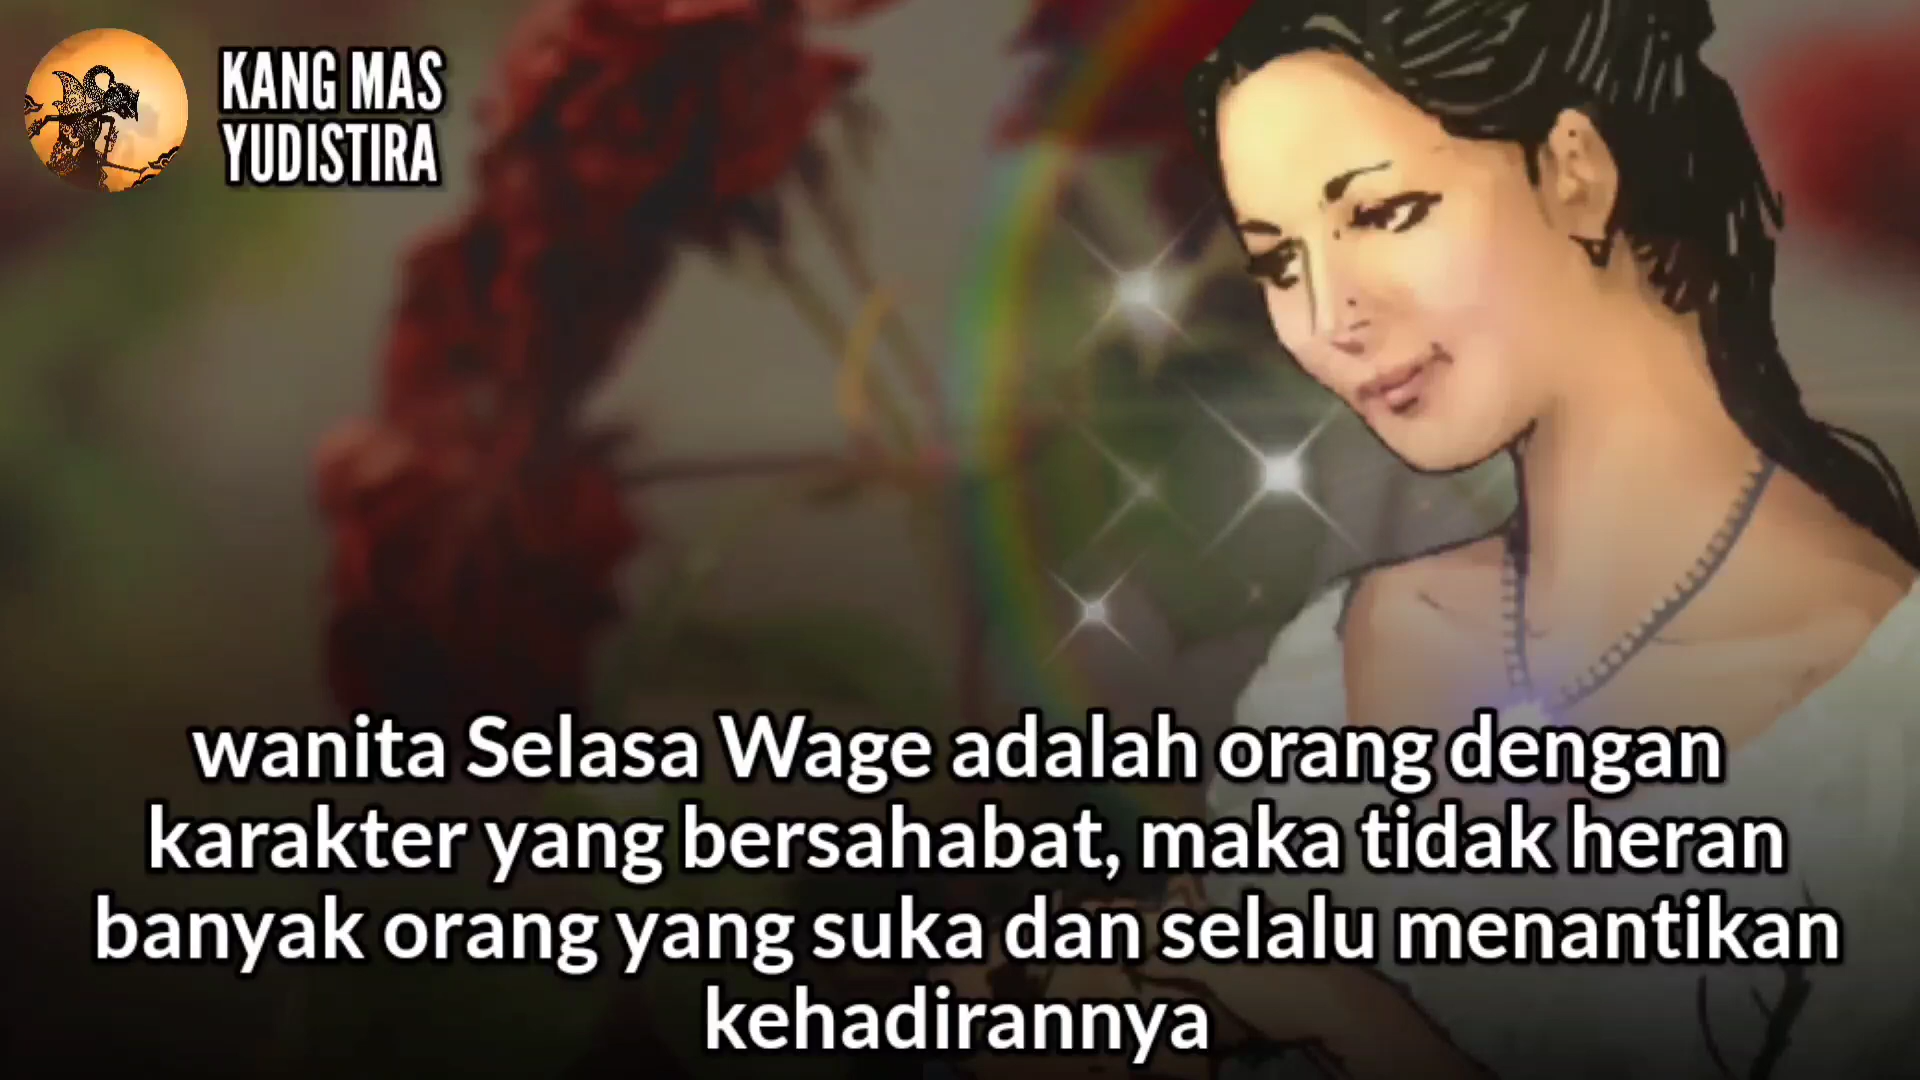 KANG MAS
YUDISTIRA
wanita Selasa Wage adalah orang dengan
karakter yang bersahabat, maka tidak heran
banyak orang yang suka dan selalu menantikan
kehadirannya